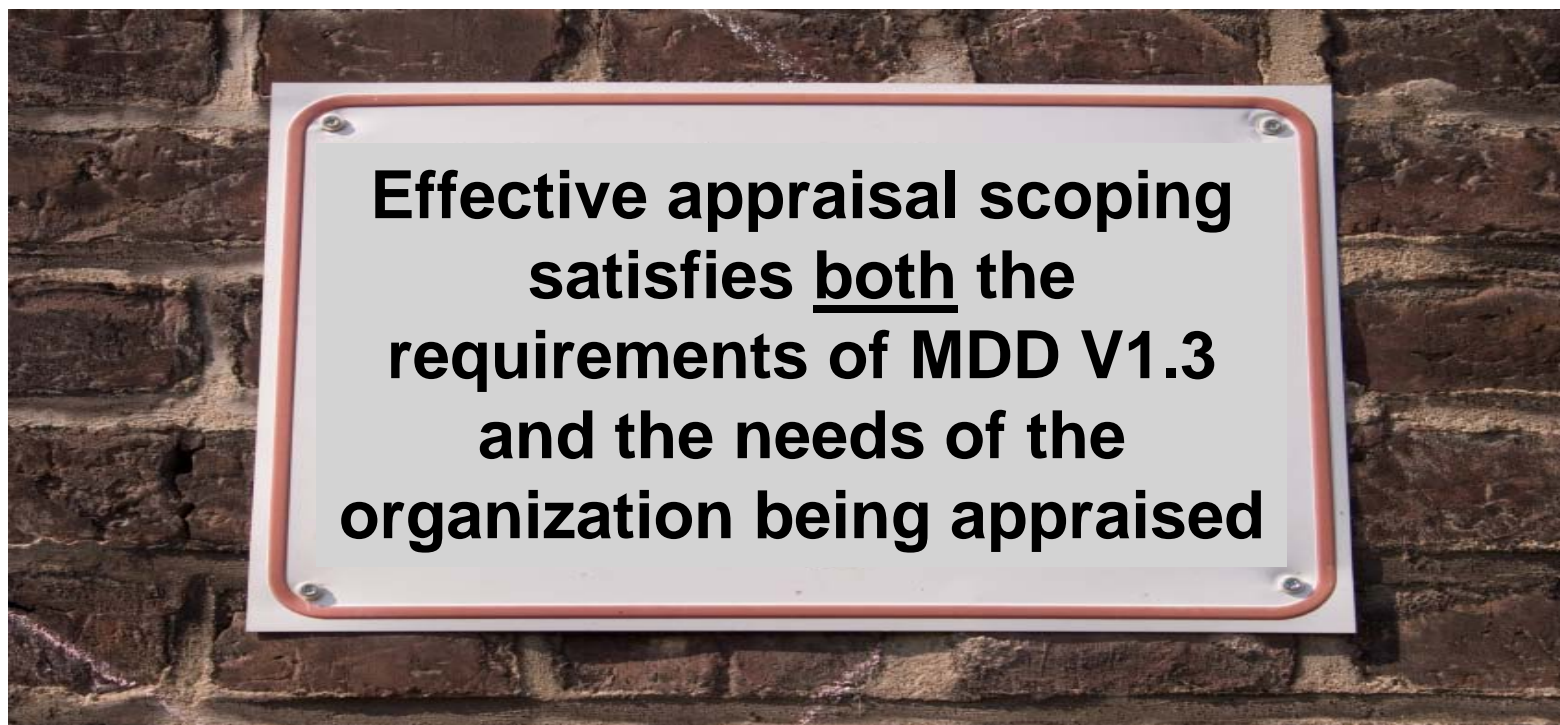 Effective appraisal scoping
satisfies both the
requirements of MDD V1.3
and the needs of the
organization being appraised